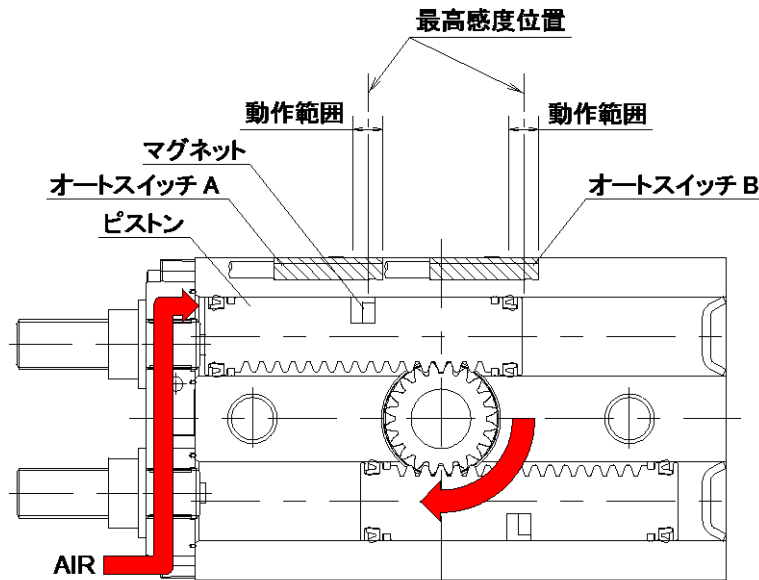 最高感度位置
動作範囲
動作範囲
マグネット
オートスイッチ A
オートスイッチ B
ピストン
AIR